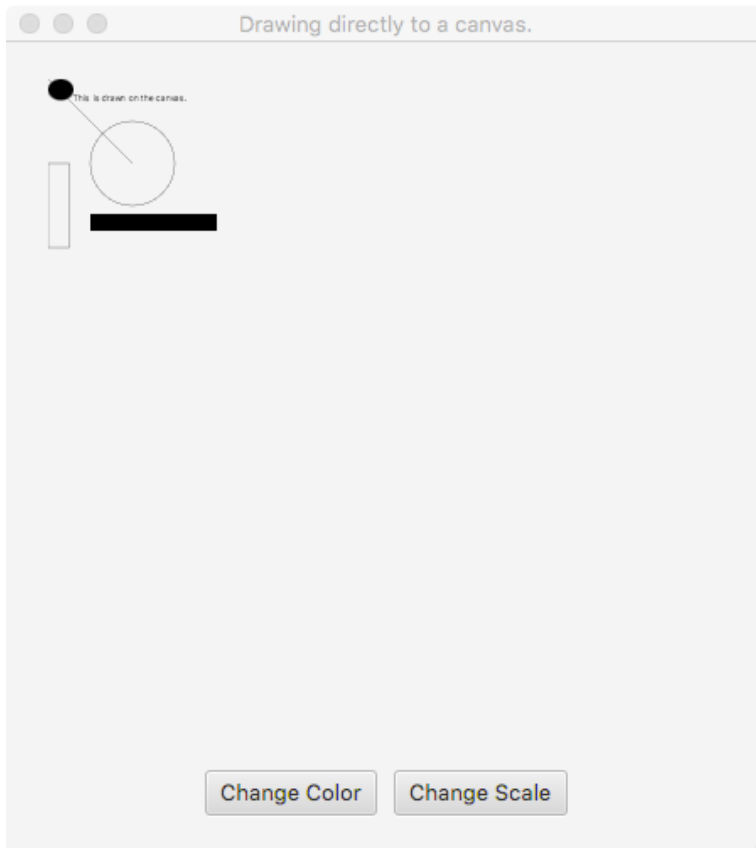 Drawing directly to a canvas.
This is drawn on the canvas.
Change Color
Change Scale